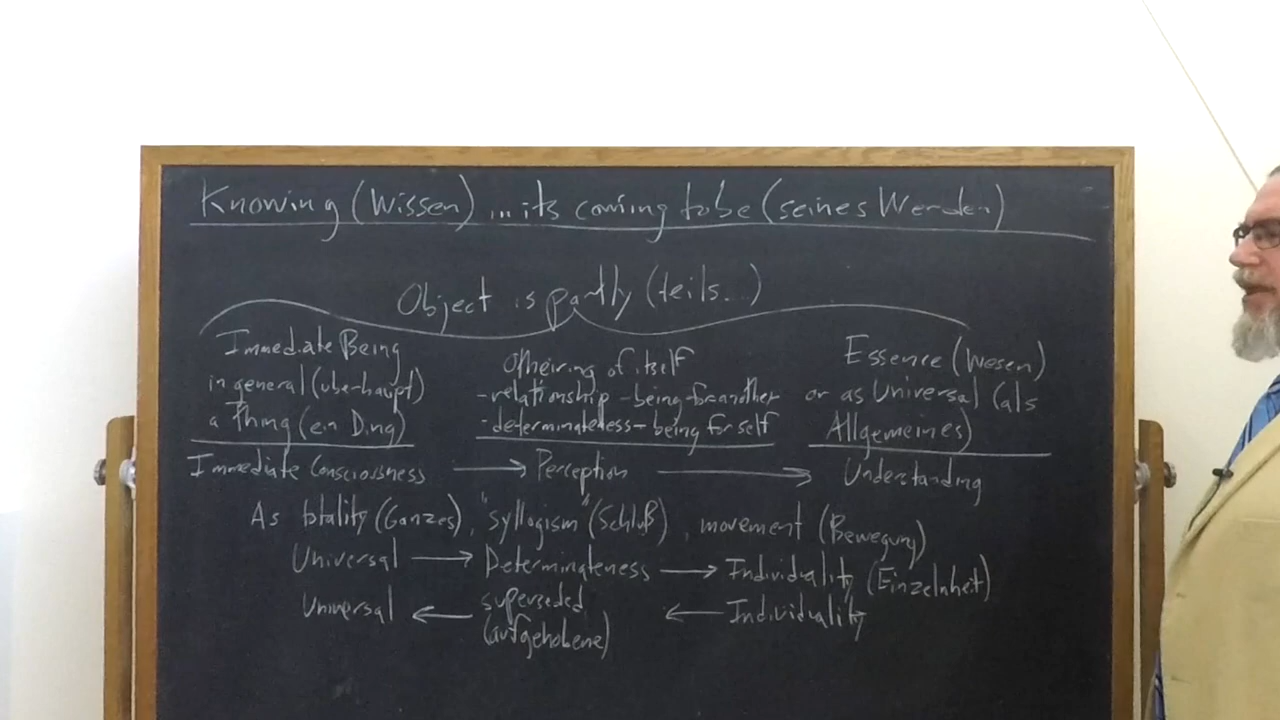 Knowing (Wissen) ... its coming to be (seines Werden)
Object is partly (teils...)
Immediate Being
in general (uberhaupt)
a Thing (ein Ding)
Othering of itself
- relationship - being-for-another
- determinateness - being for self
Essence (Wesen)
or as Universal (als
Allgemeines)
Immediate Consciousness → Perception → Understanding
As totality (Ganzes), "syllogism" (Schluß), movement (Bewegung)
Universal → Determinateness → Individuality (Einzelnheit)
Universal ← superseded ← Individuality
(aufgehobene)